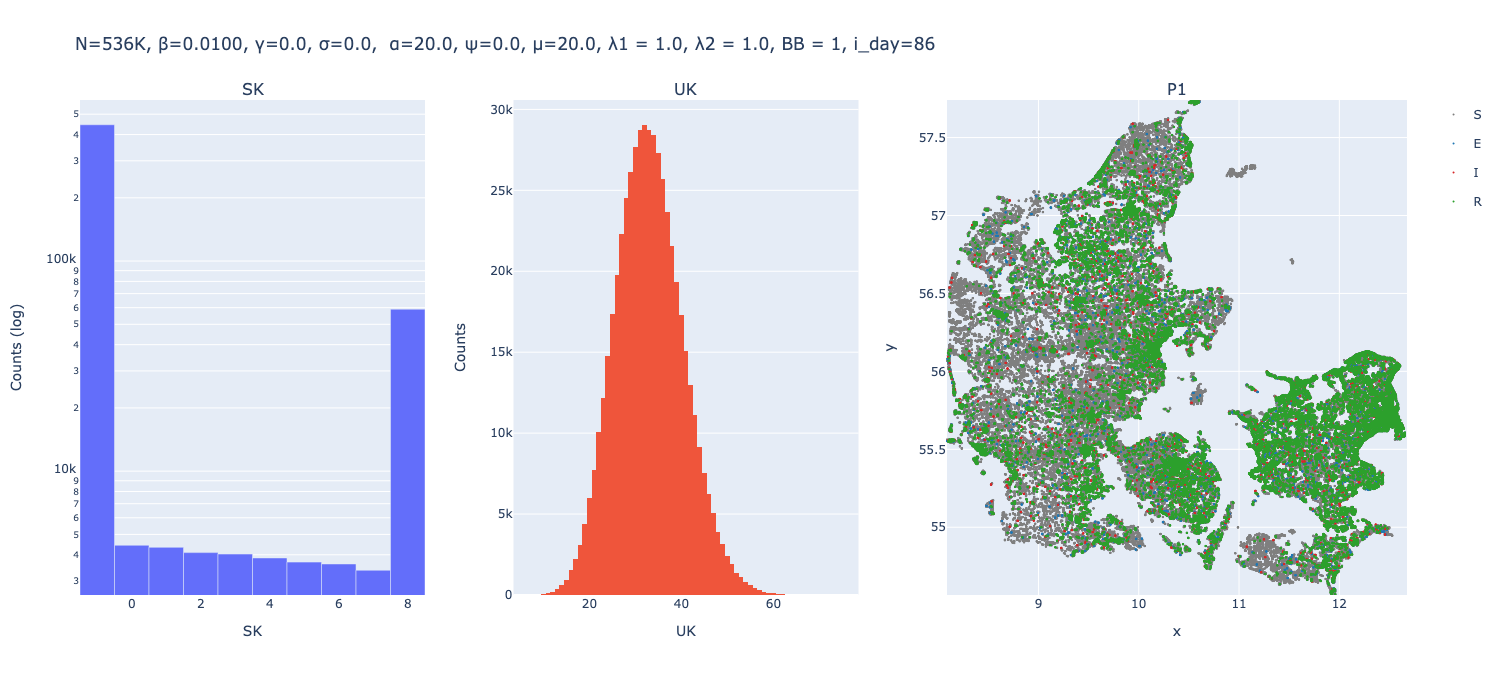 N=536K, β=0.0100, γ=0.0, σ=0.0,  α=20.0, ψ=0.0, μ=20.0, λ1 = 1.0, λ2 = 1.0, BB = 1, i_day=86
SK
5
4
3
2
100k
9
8
7
6
5
4
3
2
10k
9
8
7
6
5
4
3
0
2
4
6
8
SK
Counts (log)
UK
30k
25k
20k
15k
10k
5k
0
20
40
60
UK
Counts
P1
57.5
57
56.5
56
55.5
55
9
10
11
12
x
y
S
E
I
R